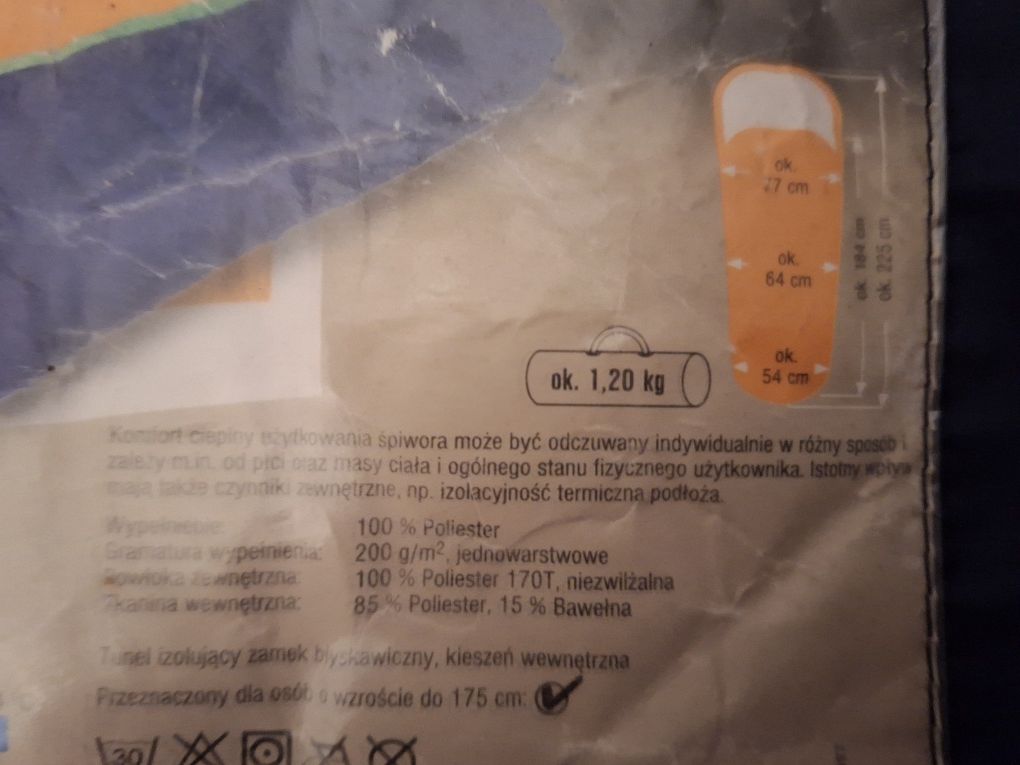 ok.
77 cm
ok.
64 cm
ok.
54 cm
ok. 184 cm
ok. 225 cm
ok. 1,20 kg
Komfort cieplny użytkowania śpiwora może być odczuwany indywidualnie w różny sposób i
zależy m.in. od płci oraz masy ciała i ogólnego stanu fizycznego użytkownika. Istotny wpływ
mają także czynniki zewnętrzne, np. izolacyjność termiczna podłoża.
Wypełnienie: 100 % Poliester
Gramatura wypełnienia: 200 g/m², jednowarstwowe
Powłoka zewnętrzna: 100 % Poliester 170T, niezwilżalna
Tkanina wewnętrzna: 85 % Poliester, 15 % Bawełna
Tunel izolujący zamek błyskawiczny, kieszeń wewnętrzna
Przeznaczony dla osób o wzroście do 175 cm:
30